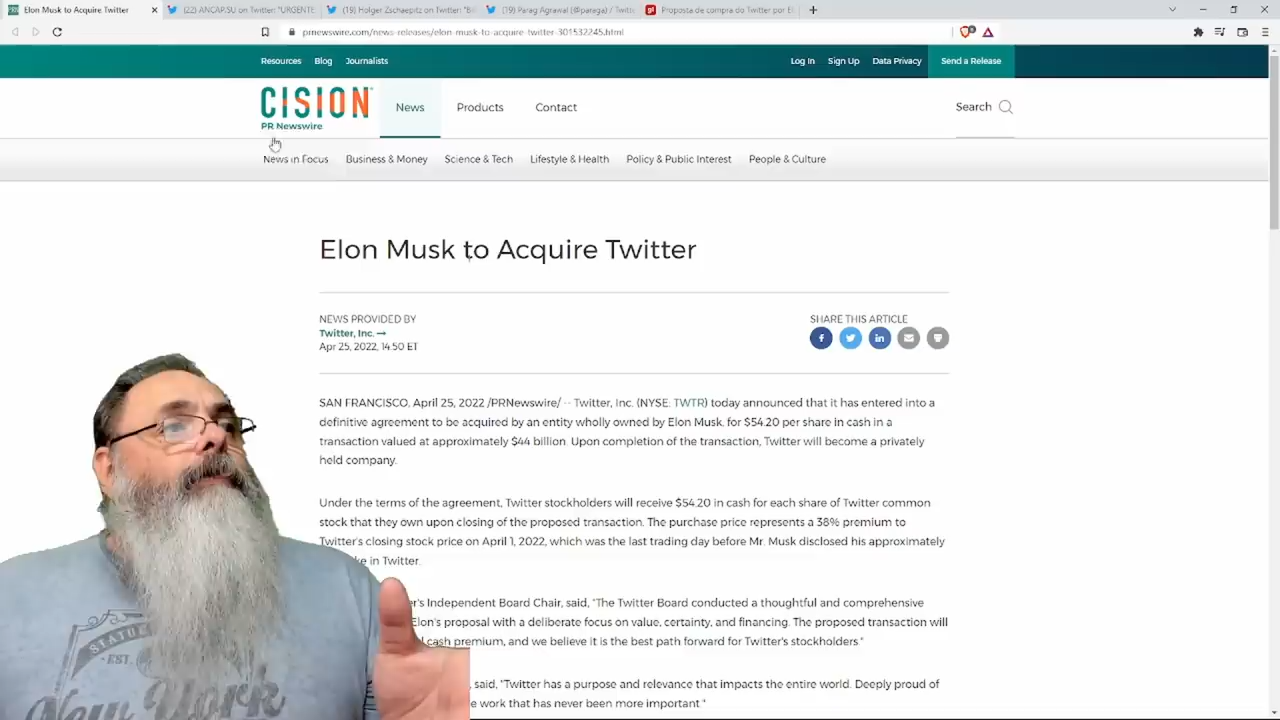 Elon Musk to Acquire Twitter
(22) ANCAP.SU on Twitter: "URGENTE
(19) Holger Zschaepitz on Twitter: "Bi
(19) Parag Agrawal (@paraga) / Twitte
Proposta de compra do Twitter por El
prnewswire.com/news-releases/elon-musk-to-acquire-twitter-301532245.html
Resources Blog Journalists Log In Sign Up Data Privacy Send a Release
CISION
PR Newswire
News Products Contact Search
News in Focus Business & Money Science & Tech Lifestyle & Health Policy & Public Interest People & Culture
Elon Musk to Acquire Twitter
NEWS PROVIDED BY
Twitter, Inc.
Apr 25, 2022, 14:50 ET
SHARE THIS ARTICLE
SAN FRANCISCO, April 25, 2022 /PRNewswire/ -- Twitter, Inc. (NYSE: TWTR) today announced that it has entered into a
definitive agreement to be acquired by an entity wholly owned by Elon Musk, for $54.20 per share in cash in a
transaction valued at approximately $44 billion. Upon completion of the transaction, Twitter will become a privately
held company.
Under the terms of the agreement, Twitter stockholders will receive $54.20 in cash for each share of Twitter common
stock that they own upon closing of the proposed transaction. The purchase price represents a 38% premium to
Twitter's closing stock price on April 1, 2022, which was the last trading day before Mr. Musk disclosed his approximately
ke in Twitter.
er's Independent Board Chair, said, "The Twitter Board conducted a thoughtful and comprehensive
Elon's proposal with a deliberate focus on value, certainty, and financing. The proposed transaction will
l cash premium, and we believe it is the best path forward for Twitter's stockholders."
, said, "Twitter has a purpose and relevance that impacts the entire world. Deeply proud of
e work that has never been more important."
STATUE
EST.